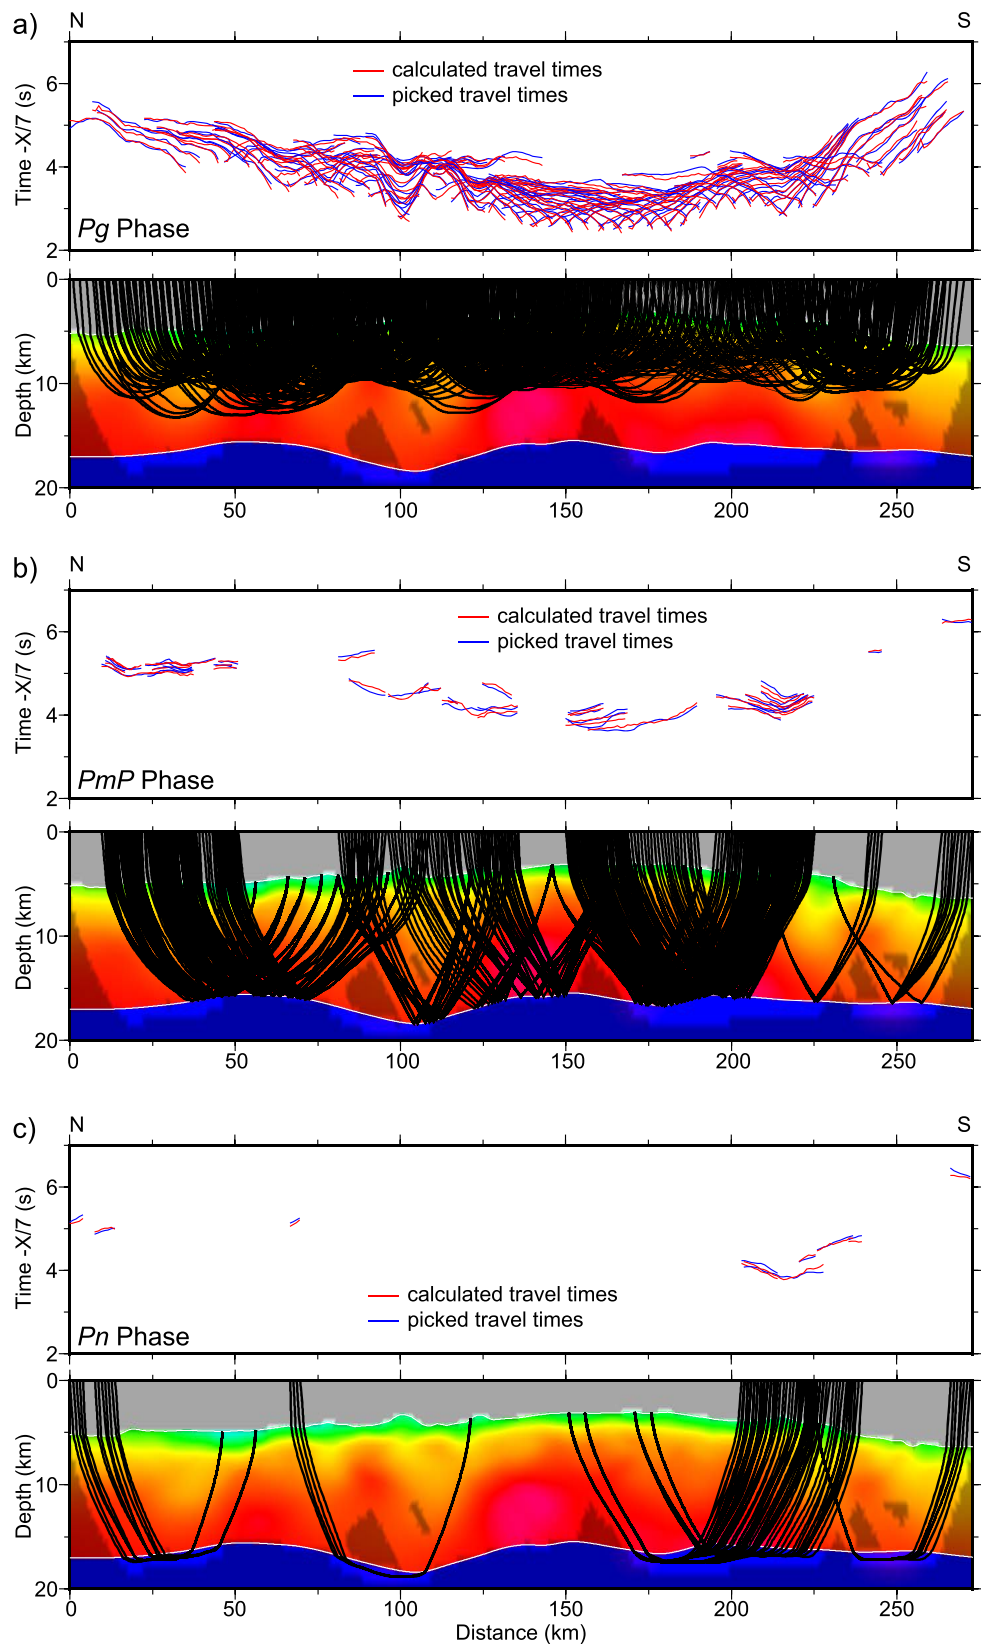 a)
N
S
Time -X/7 (s)
6
4
2
calculated travel times
picked travel times
Pg Phase
Depth (km)
0
10
20
0 50 100 150 200 250
b)
N
S
Time -X/7 (s)
6
4
2
calculated travel times
picked travel times
PmP Phase
Depth (km)
0
10
20
0 50 100 150 200 250
c)
N
S
Time -X/7 (s)
6
4
2
calculated travel times
picked travel times
Pn Phase
Depth (km)
0
10
20
0 50 100 150 200 250
Distance (km)